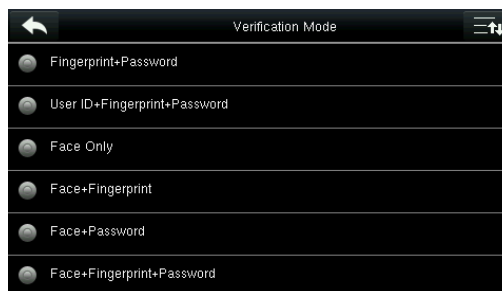 Verification Mode
Fingerprint+Password
User ID+Fingerprint+Password
Face Only
Face+Fingerprint
Face+Password
Face+Fingerprint+Password